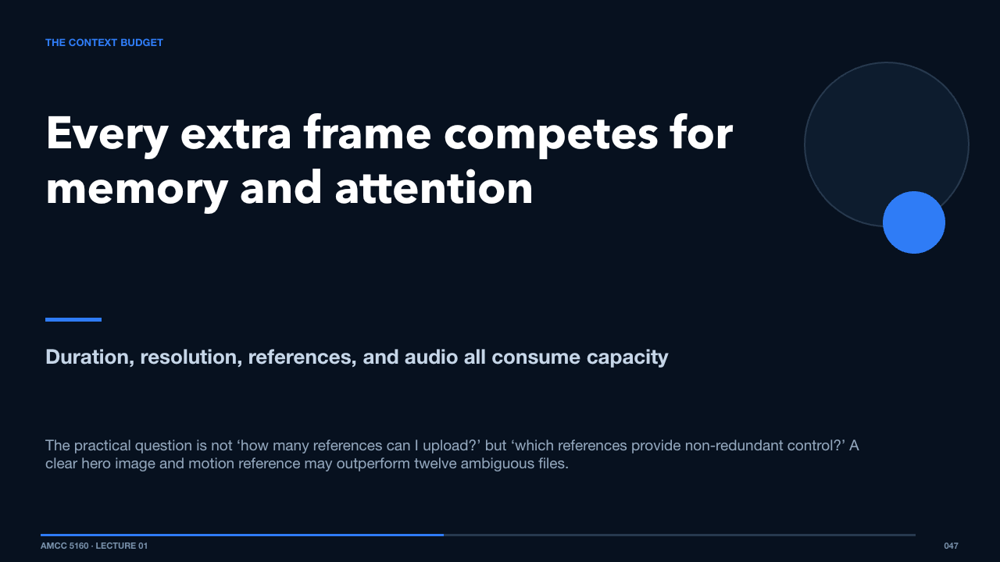 THE CONTEXT BUDGET
Every extra frame competes for
memory and attention
Duration, resolution, references, and audio all consume capacity
The practical question is not ‘how many references can I upload?’ but ‘which references provide non-redundant control?’ A
clear hero image and motion reference may outperform twelve ambiguous files.
AMCC 5160 · LECTURE 01
047